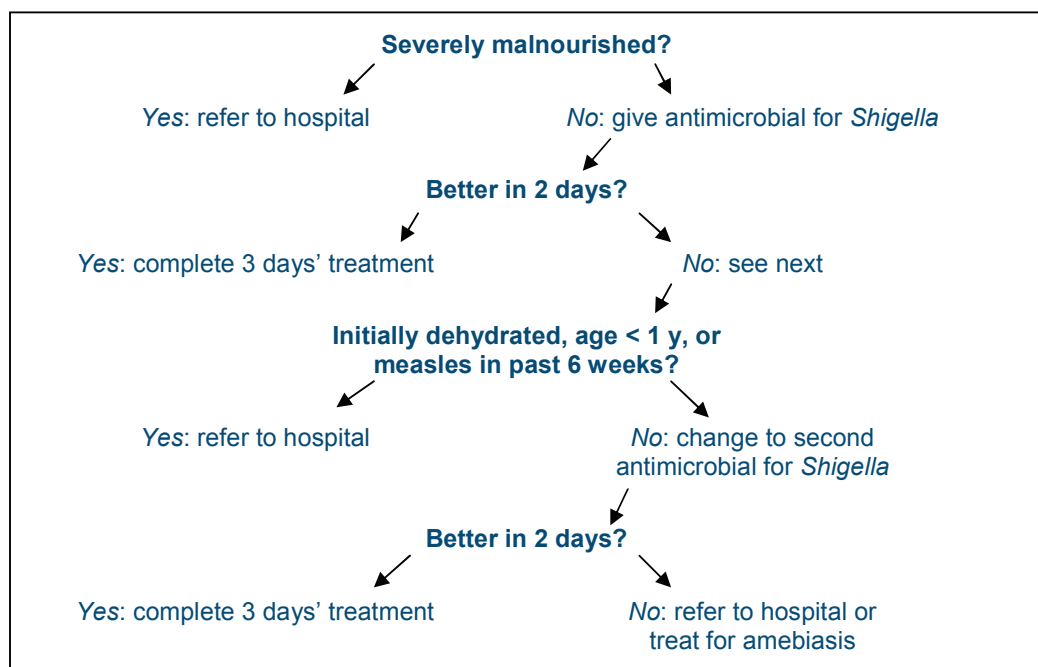 Severely malnourished?
Yes: refer to hospital
No: give antimicrobial for Shigella
Better in 2 days?
Yes: complete 3 days’ treatment
No: see next
Initially dehydrated, age < 1 y, or
measles in past 6 weeks?
Yes: refer to hospital
No: change to second
antimicrobial for Shigella
Better in 2 days?
Yes: complete 3 days’ treatment
No: refer to hospital or
treat for amebiasis